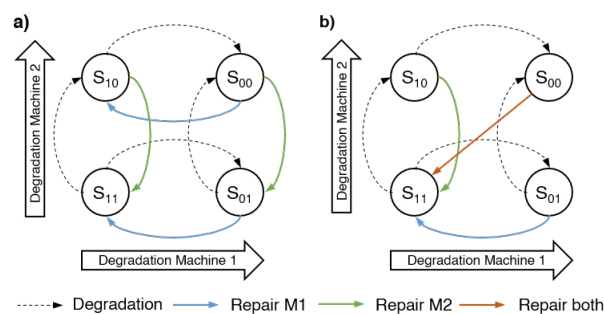 a)
b)
Degradation Machine 2
S10
S00
S11
S01
Degradation Machine 1
Degradation Machine 2
S10
S00
S11
S01
Degradation Machine 1
Degradation Repair M1 Repair M2 Repair both